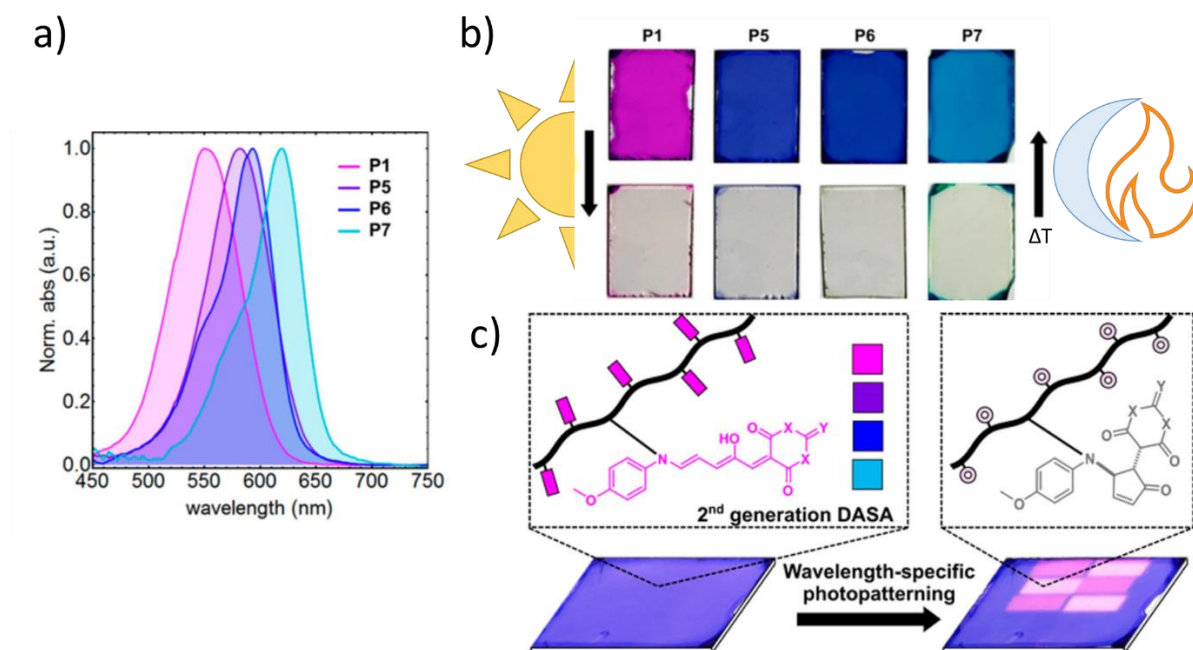 a)
Norm. abs (a.u.)
1.0
0.8
0.6
0.4
0.2
0.0
P1
P5
P6
P7
450 500 550 600 650 700 750
wavelength (nm)
b)
P1 P5 P6 P7
ΔT
c)
O
X
Y
HO
N
X
O
O
2nd generation DASA
Y
X
O
X
N
O
O
O
Wavelength-specific
photopatterning